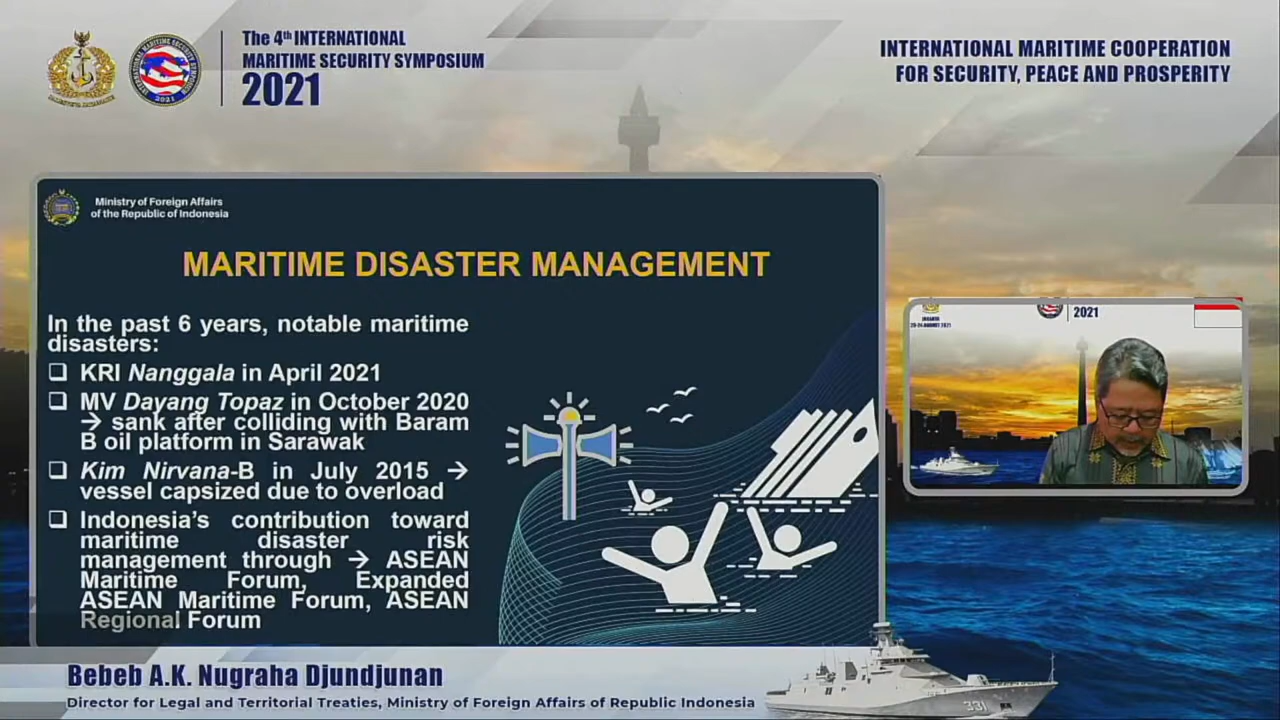 The 4th INTERNATIONAL
MARITIME SECURITY SYMPOSIUM
2021
INTERNATIONAL MARITIME COOPERATION
FOR SECURITY, PEACE AND PROSPERITY
Ministry of Foreign Affairs
of the Republic of Indonesia
MARITIME DISASTER MANAGEMENT
In the past 6 years, notable maritime
disasters:
❑ KRI Nanggala in April 2021
❑ MV Dayang Topaz in October 2020
→ sank after colliding with Baram
B oil platform in Sarawak
❑ Kim Nirvana-B in July 2015 →
vessel capsized due to overload
❑ Indonesia's contribution toward
maritime disaster risk
management through → ASEAN
Maritime Forum, Expanded
ASEAN Maritime Forum, ASEAN
Regional Forum
2021
Bebeb A.K. Nugraha Djundjunan
Director for Legal and Territorial Treaties, Ministry of Foreign Affairs of Republic Indonesia
331